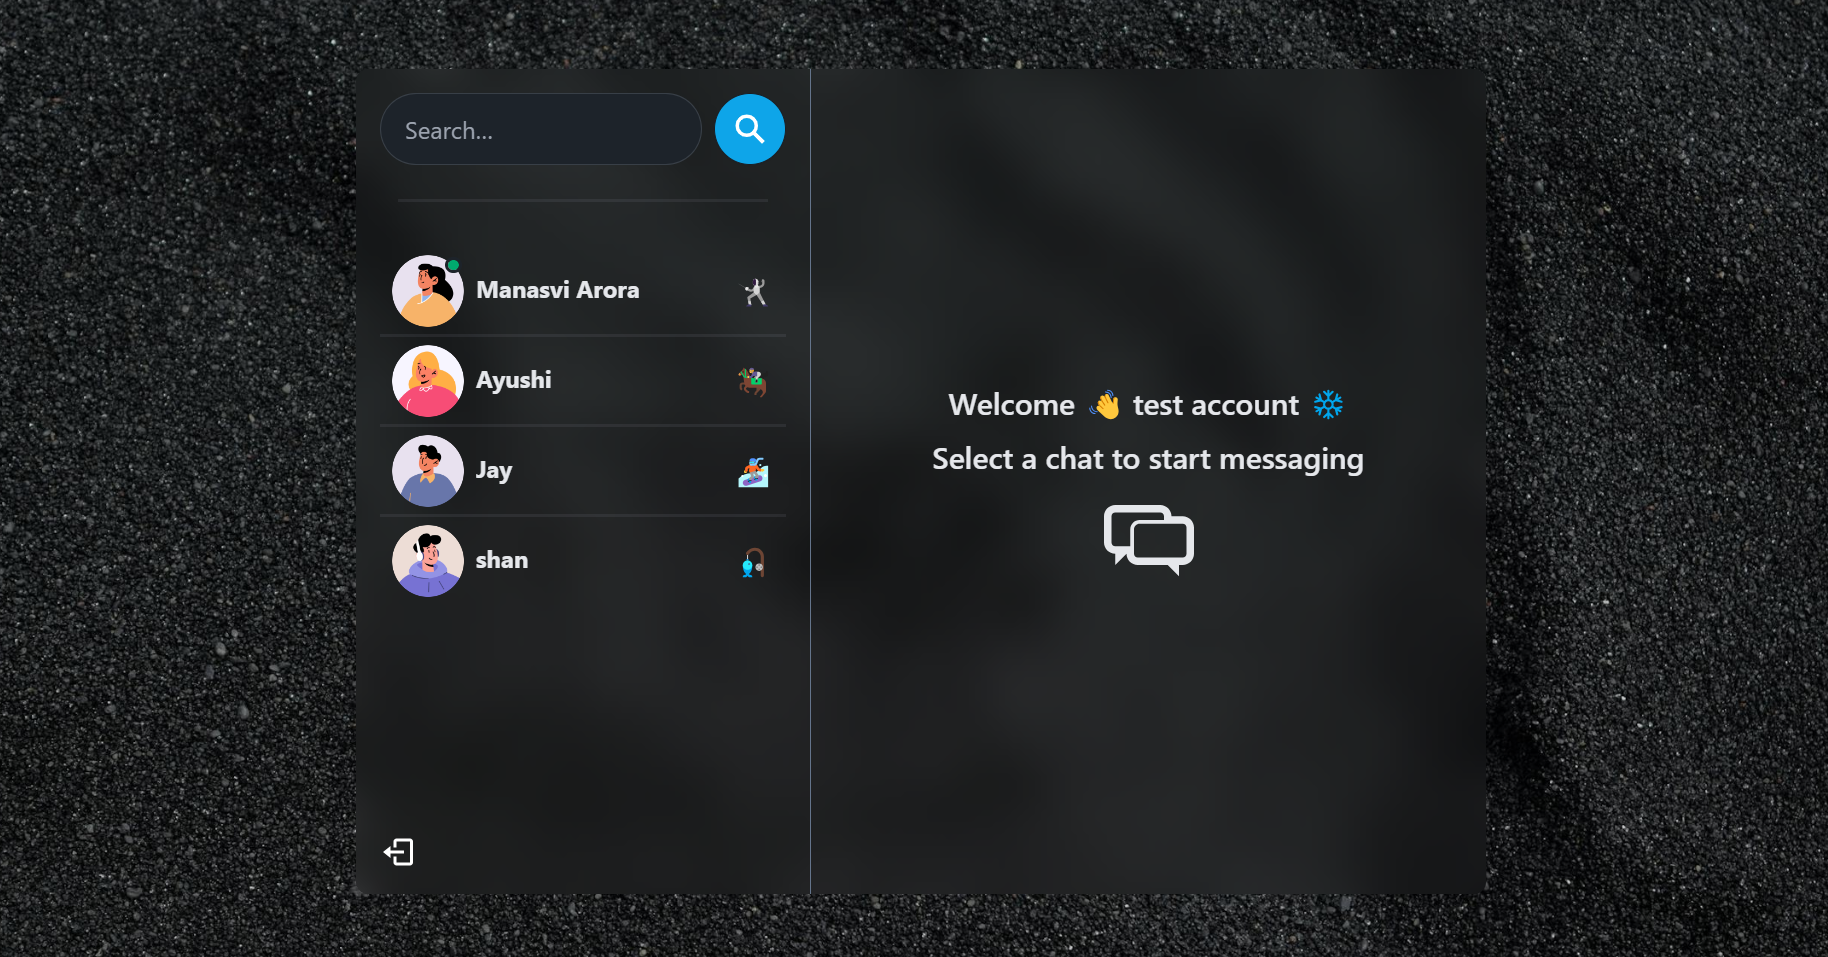 Search...
Manasvi Arora
Ayushi
Jay
shan
Welcome 👋 test account ❄
Select a chat to start messaging